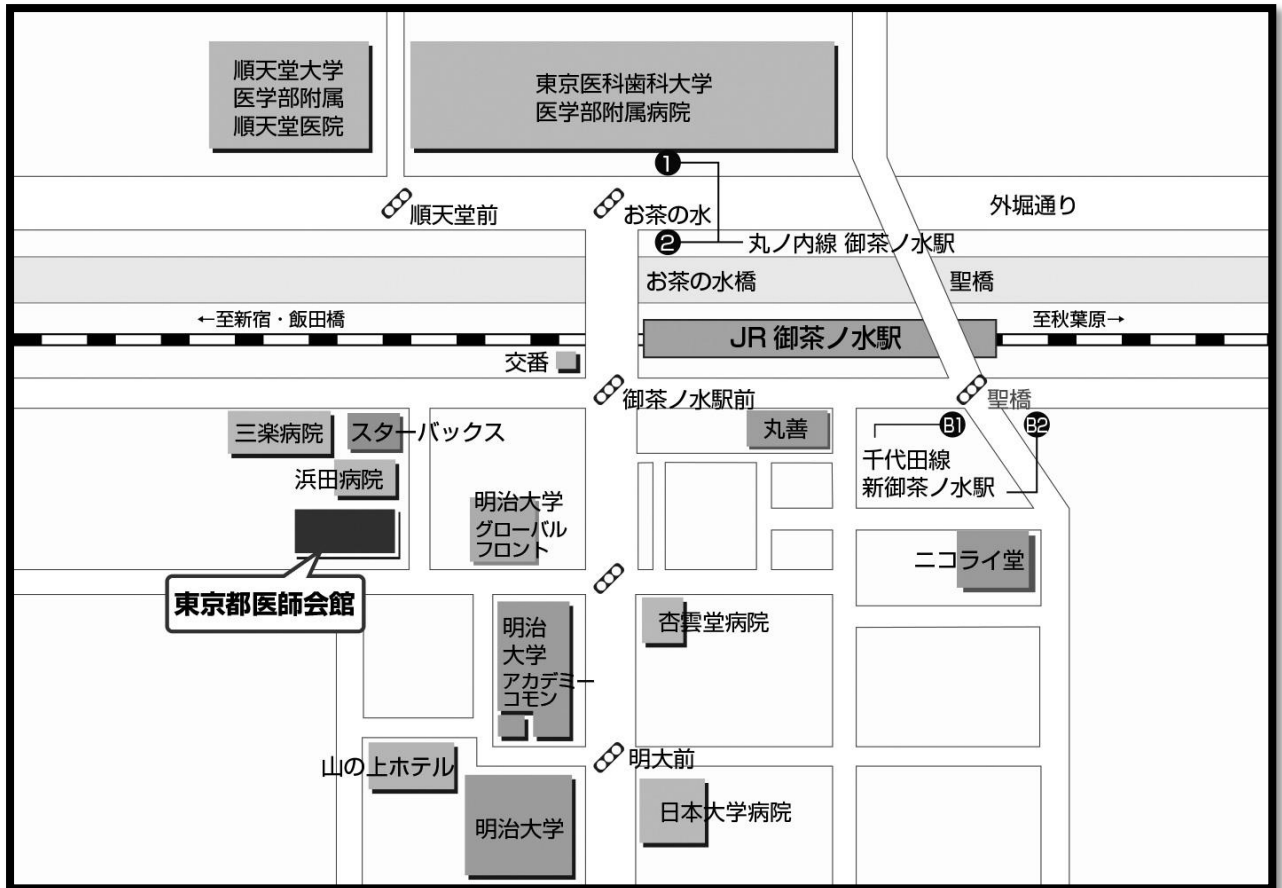 順天堂大学
医学部附属
順天堂医院
東京医科歯科大学
医学部附属病院
1
順天堂前
お茶の水
外堀通り
2
丸ノ内線 御茶ノ水駅
お茶の水橋
聖橋
←至新宿・飯田橋
JR 御茶ノ水駅
至秋葉原→
交番
御茶ノ水駅前
聖橋
三楽病院
スターバックス
丸善
B1
B2
千代田線
新御茶ノ水駅
浜田病院
明治大学
グローバル
フロント
ニコライ堂
東京都医師会館
明治
大学
アカデミー
コモン
杏雲堂病院
山の上ホテル
明大前
明治大学
日本大学病院